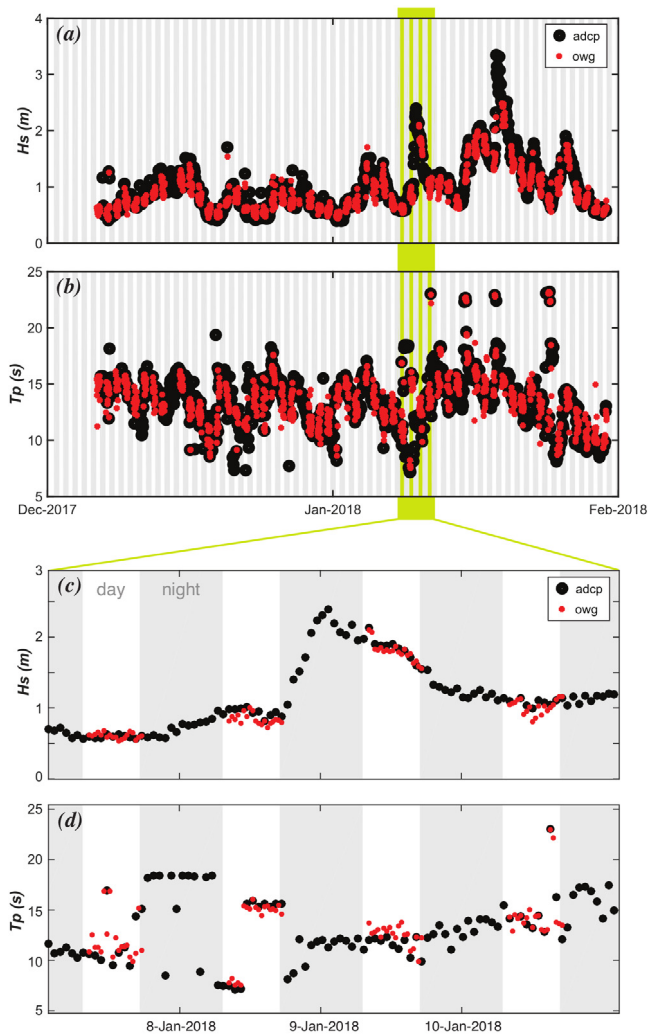 (a)
4
3
2
1
0
Hs (m)
adcp
owg
(b)
25
20
15
10
5
Tp (s)
Dec-2017 Jan-2018 Feb-2018
(c)
day night
3
2
1
0
Hs (m)
adcp
owg
(d)
25
20
15
10
5
Tp (s)
8-Jan-2018 9-Jan-2018 10-Jan-2018